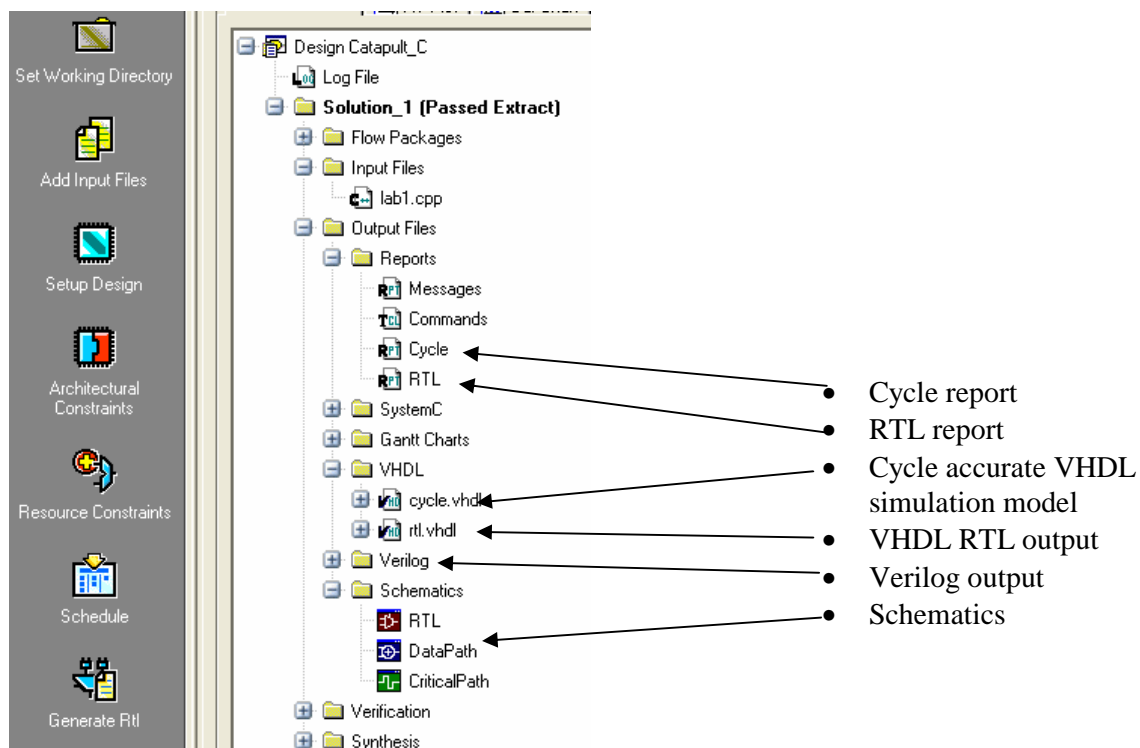 Set Working Directory
Add Input Files
Setup Design
Architectural
Constraints
Resource Constraints
Schedule
Generate Rtl
Design Catapult_C
Log File
Solution_1 (Passed Extract)
Flow Packages
Input Files
lab1.cpp
Output Files
Reports
Messages
Commands
Cycle
RTL
SystemC
Gantt Charts
VHDL
cycle.vhdl
rtl.vhdl
Verilog
Schematics
RTL
DataPath
CriticalPath
Verification
Synthesis
• Cycle report
• RTL report
• Cycle accurate VHDL
simulation model
• VHDL RTL output
• Verilog output
• Schematics